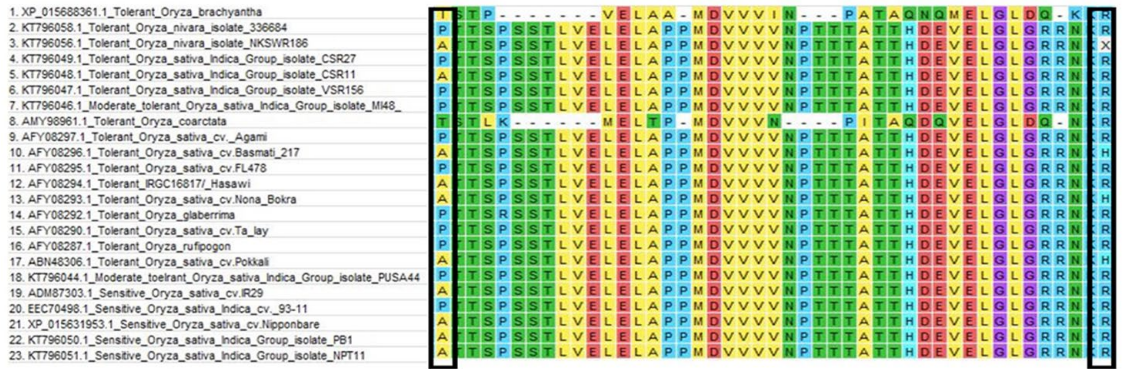 1. XP_015688361.1_Tolerant_Oryza_brachyantha T S T P - - - - - - - V E L A A - M D V V V I N - - - P A T A Q N Q M E L G L D Q - K K R
2. KT796058.1_Tolerant_Oryza_nivara_isolate_336684 P T T S P S S T L V E L E L A P P M D V V V V N P T T T A T T H D E V E L G L G R R N K R
3. KT796056.1_Tolerant_Oryza_nivara_isolate_NKSWR186 A T T S P S S T L V E L E L A P P M D V V V V N P T T T A T T H D E V E L G L G R R N K X
4. KT796049.1_Tolerant_Oryza_sativa_Indica_Group_isolate_CSR27 P T T S P S S T L V E L E L A P P M D V V V V N P T T T A T T H D E V E L G L G R R N K R
5. KT796048.1_Tolerant_Oryza_sativa_Indica_Group_isolate_CSR11 A T T S P S S T L V E L E L A P P M D V V V V N P T T T A T T H D E V E L G L G R R N K R
6. KT796047.1_Tolerant_Oryza_sativa_Indica_Group_isolate_VSR156 P T T S P S S T L V E L E L A P P M D V V V V N P T T T A T T H D E V E L G L G R R N K R
7. KT796046.1_Moderate_tolerant_Oryza_sativa_Indica_Group_isolate_MI48_ P T T S P S S T L V E L E L A P P M D V V V V N P T T T A T T H D E V E L G L G R R N K R
8. AMY98961.1_Tolerant_Oryza_coarctata T S T L K - - - - - - M E L T P - M D V V V N - - - - P I T A Q D Q V E L G L D Q - N K R
9. AFY08297.1_Tolerant_Oryza_sativa_cv._Agami P T T S P S S T L V E L E L A P P M D V V V V N P T T T A T T H D E V E L G L G R R N K R
10. AFY08296.1_Tolerant_Oryza_sativa_cv.Basmati_217 A T T S P S S T L V E L E L A P P M D V V V V N P T T T A T T H D E V E L G L G R R N K H
11. AFY08295.1_Tolerant_Oryza_sativa_cv.FL478 P T T S P S S T L V E L E L A P P M D V V V V N P T T T A T T H D E V E L G L G R R N K R
12. AFY08294.1_Tolerant_IRGC16817/_Hasawi A T T S P S S T L V E L E L A P P M D V V V V N P T T T A T T H D E V E L G L G R R N K R
13. AFY08293.1_Tolerant_Oryza_sativa_cv.Nona_Bokra A T T S P S S T L V E L E L A P P M D V V V V N P T T T A T T H D E V E L G L G R R N K H
14. AFY08292.1_Tolerant_Oryza_glaberrima P T T S R S S T L V E L E L A P P M D V V V V N P T T T A T T H D E V E L G L G R R N K R
15. AFY08290.1_Tolerant_Oryza_sativa_cv.Ta_lay P T T S P S S T L V E L E L A P P M D V V V V N P T T T A T T H D E V E L G L G R R N K R
16. AFY08287.1_Tolerant_Oryza_rufipogon P T T S P S S T L V E L E L A P P M D V V V V N P T T T A T T H D E V E L G L G R R N K R
17. ABN48306.1_Tolerant_Oryza_sativa_cv.Pokkali A T T S P S S T L V E L E L A P P M D V V V V N P T T T A T T H D E V E L G L G R R N K H
18. KT796044.1_Moderate_toelrant_Oryza_sativa_Indica_Group_isolate_PUSA44 P T T S P S S T L V E L E L A P P M D V V V V N P T T T A T T H D E V E L G L G R R N K R
19. ADM87303.1_Sensitive_Oryza_sativa_cv.IR29 A T T S P S S T L V E L E L A P P M D V V V V N P T T T A T T H D E V E L G L G R R N K R
20. EEC70498.1_Sensitive_Oryza_sativa_Indica_cv._93-11 P T T S P S S T L V E L E L A P P M D V V V V N P T T T A T T H D E V E L G L G R R N K R
21. XP_015631953.1_Sensitive_Oryza_sativa_cv.Nipponbare A T T S P S S T L V E L E L A P P M D V V V V N P T T T A T T H D E V E L G L G R R N K R
22. KT796050.1_Sensitive_Oryza_sativa_Indica_Group_isolate_PB1 A T T S P S S T L V E L E L A P P M D V V V V N P T T T A T T H D E V E L G L G R R N K R
23. KT796051.1_Sensitive_Oryza_sativa_Indica_Group_isolate_NPT11 A T T S P S S T L V E L E L A P P M D V V V V N P T T T A T T H D E V E L G L G R R N K R